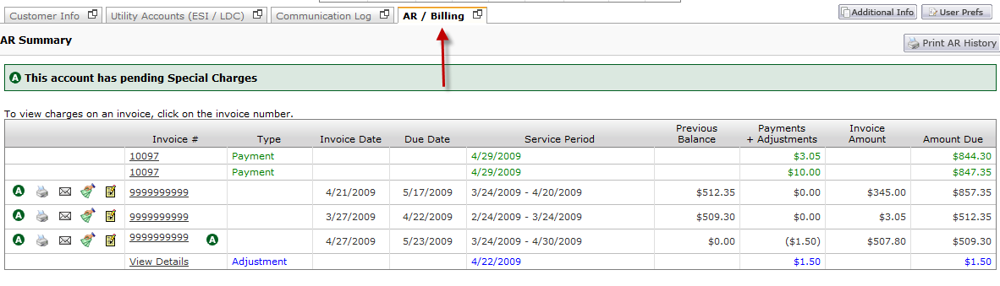 Customer Info Utility Accounts (ESI / LDC) Communication Log AR / Billing Additional Info User Prefs
AR Summary
Print AR History
A This account has pending Special Charges
To view charges on an invoice, click on the invoice number.
Invoice # Type Invoice Date Due Date Service Period Previous Balance Payments + Adjustments Invoice Amount Amount Due
10097 Payment 4/29/2009 $3.05 $844.30
10097 Payment 4/29/2009 $10.00 $847.35
A 9999999999 4/21/2009 5/17/2009 3/24/2009 - 4/20/2009 $512.35 $0.00 $345.00 $857.35
A 9999999999 3/27/2009 4/22/2009 2/24/2009 - 3/24/2009 $509.30 $0.00 $3.05 $512.35
A 9999999999 A 4/27/2009 5/23/2009 3/24/2009 - 4/30/2009 $0.00 ($1.50) $507.80 $509.30
View Details Adjustment 4/22/2009 $1.50 $1.50